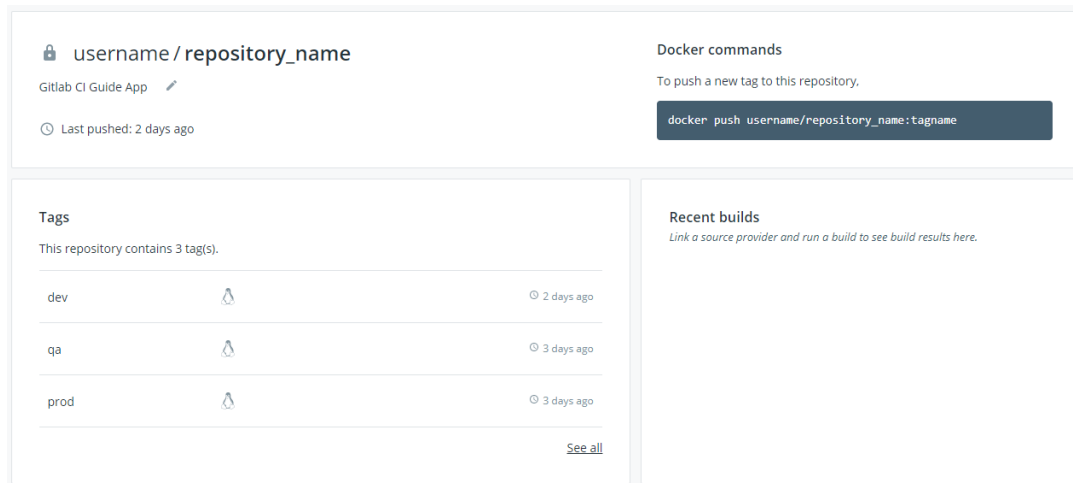 username / repository_name
Gitlab CI Guide App
Last pushed: 2 days ago
Docker commands
To push a new tag to this repository,
docker push username/repository_name:tagname
Tags
This repository contains 3 tag(s).
dev 2 days ago
qa 3 days ago
prod 3 days ago
See all
Recent builds
Link a source provider and run a build to see build results here.